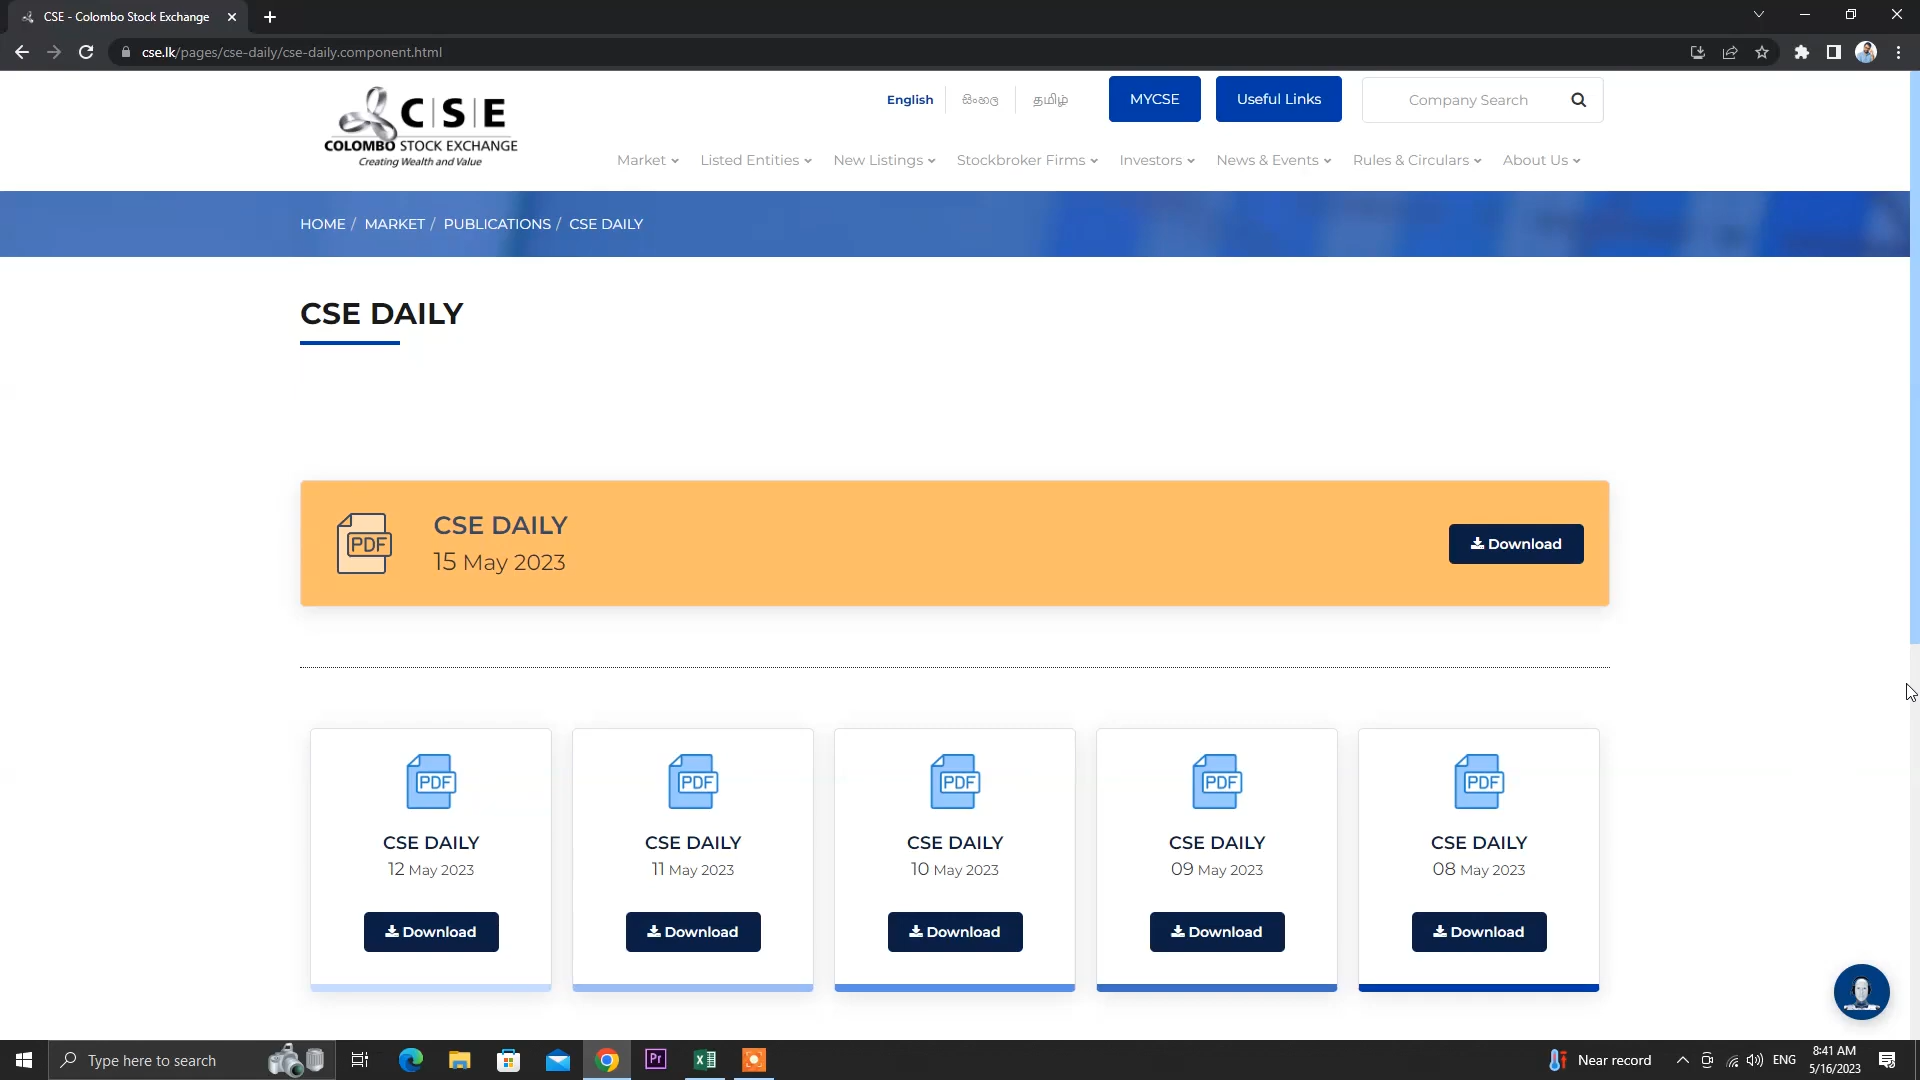 CSE - Colombo Stock Exchange
cse.lk/pages/cse-daily/cse-daily.component.html
C|S|E
COLOMBO STOCK EXCHANGE
Creating Wealth and Value
English
සිංහල
தமிழ்
MYCSE
Useful Links
Company Search
Market
Listed Entities
New Listings
Stockbroker Firms
Investors
News & Events
Rules & Circulars
About Us
HOME / MARKET / PUBLICATIONS / CSE DAILY
CSE DAILY
PDF
CSE DAILY
15 May 2023
Download
PDF
CSE DAILY
12 May 2023
Download
PDF
CSE DAILY
11 May 2023
Download
PDF
CSE DAILY
10 May 2023
Download
PDF
CSE DAILY
09 May 2023
Download
PDF
CSE DAILY
08 May 2023
Download
Type here to search
Pr
Near record
ENG
8:41 AM
5/16/2023